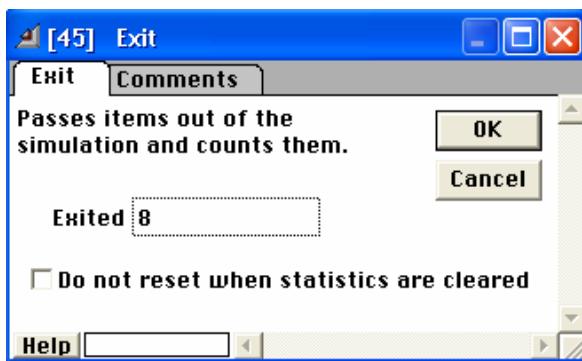 [45] Exit
Exit
Comments
Passes items out of the
simulation and counts them.
OK
Cancel
Exited 8
Do not reset when statistics are cleared
Help